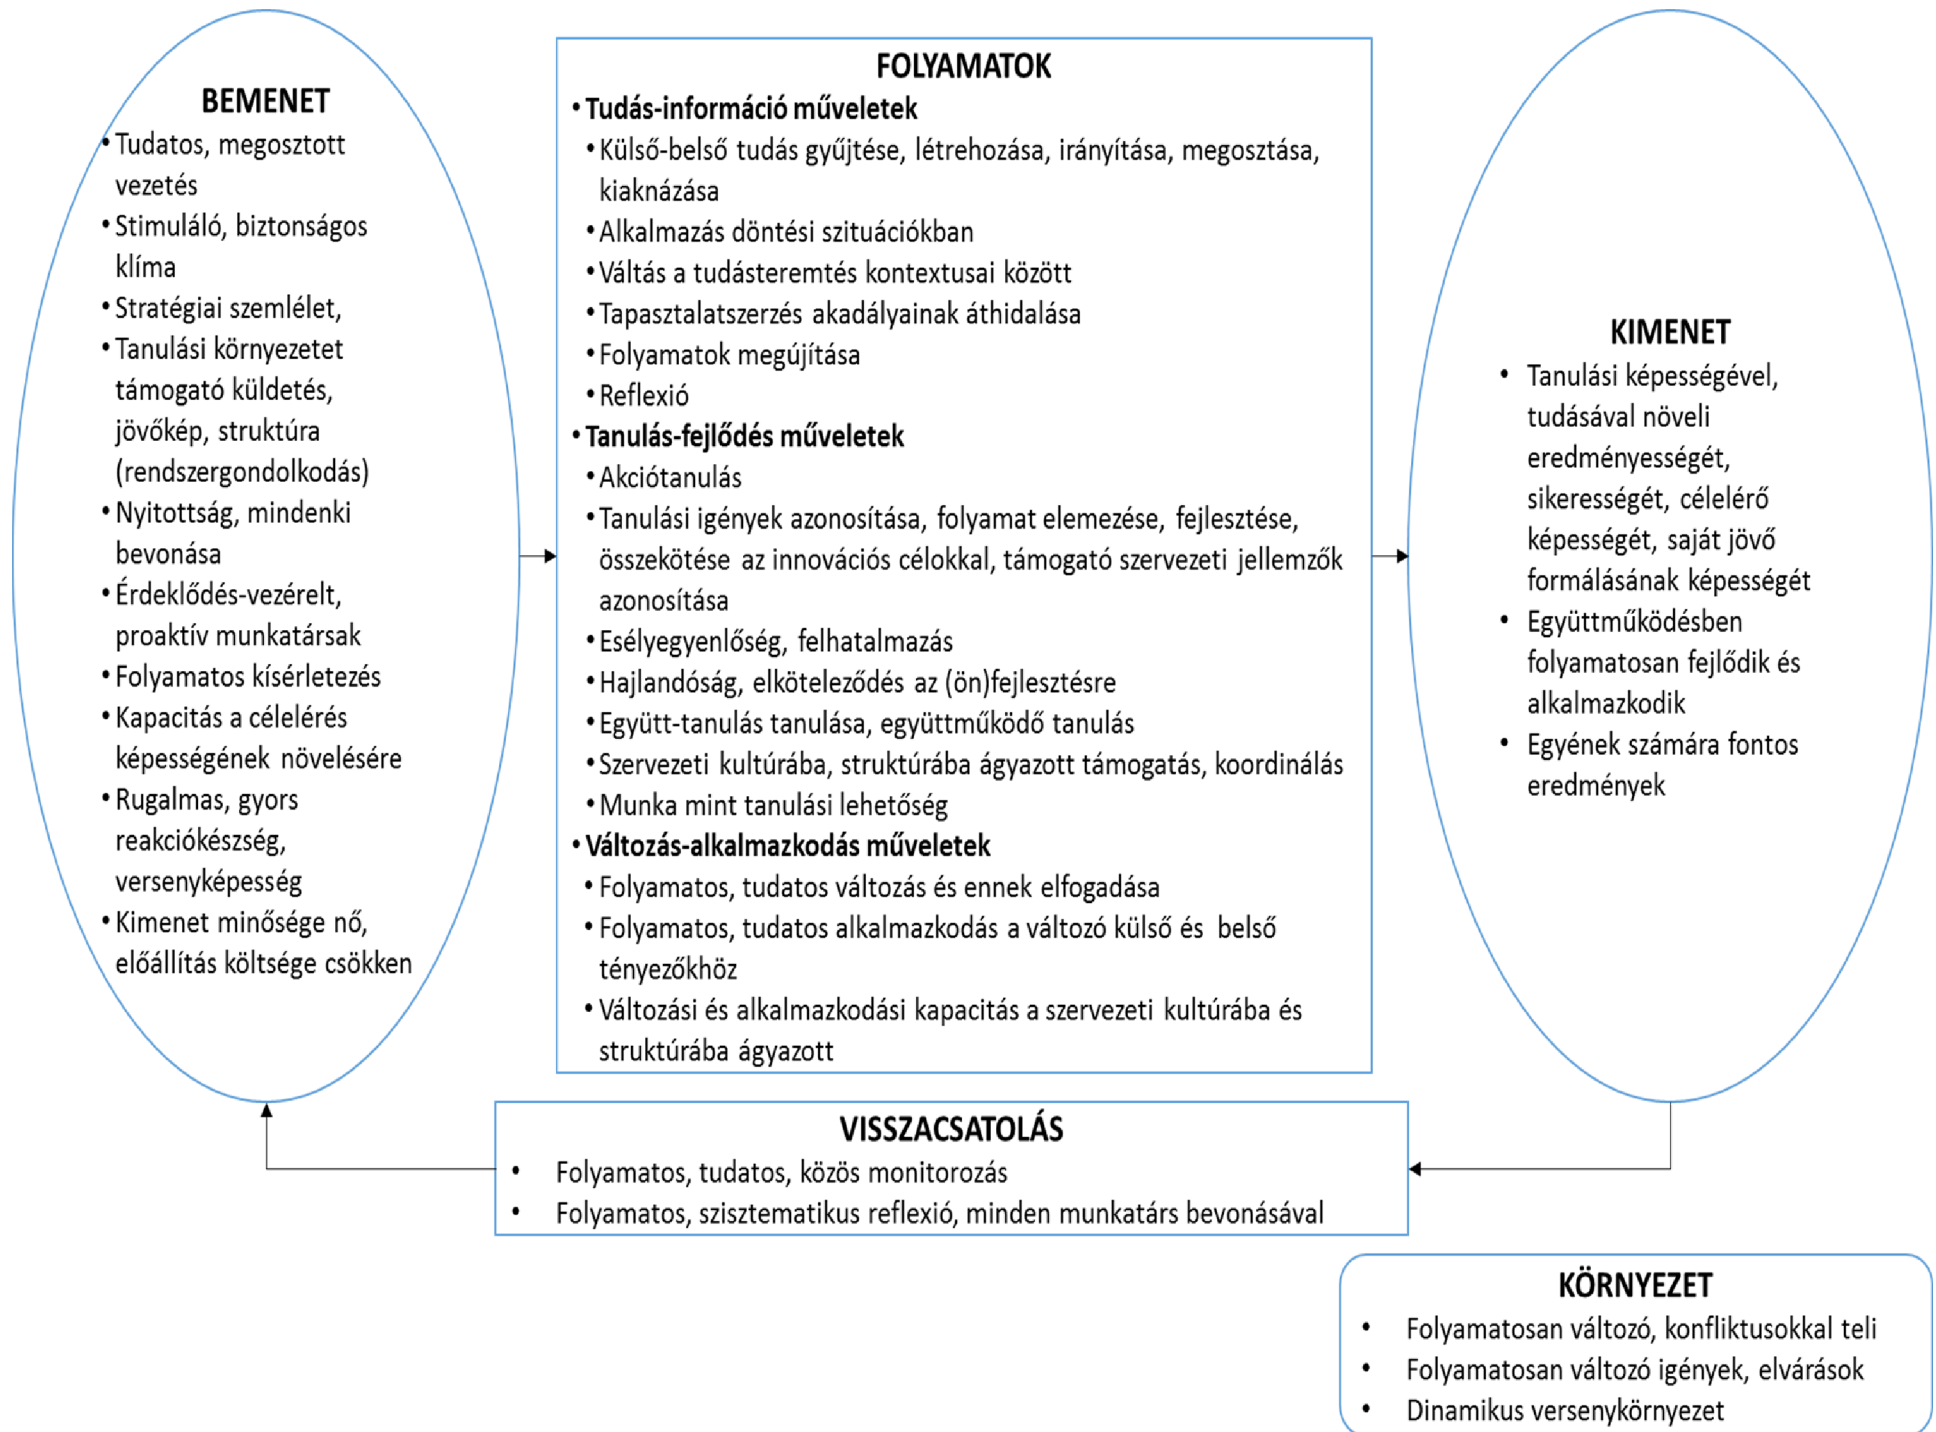 BEMENET
• Tudatos, megosztott
vezetés
• Stimuláló, biztonságos
klíma
• Stratégiai szemlélet,
• Tanulási környezetet
támogató küldetés,
jövőkép, struktúra
(rendszergondolkodás)
• Nyitottság, mindenki
bevonása
• Érdeklődés-vezérelt,
proaktív munkatársak
• Folyamatos kísérletezés
• Kapacitás a célelérés
képességének növelésére
• Rugalmas, gyors
reakciókészség,
versenyképesség
• Kimenet minősége nő,
előállítás költsége csökken
FOLYAMATOK
• Tudás-információ műveletek
• Külső-belső tudás gyűjtése, létrehozása, irányítása, megosztása,
kiaknázása
• Alkalmazás döntési szituációkban
• Váltás a tudásteremtés kontextusai között
• Tapasztalatszerzés akadályainak áthidalása
• Folyamatok megújítása
• Reflexió
• Tanulás-fejlődés műveletek
• Akciótanulás
• Tanulási igények azonosítása, folyamat elemezése, fejlesztése,
összekötése az innovációs célokkal, támogató szervezeti jellemzők
azonosítása
• Esélyegyenlőség, felhatalmazás
• Hajlandóság, elköteleződés az (ön)fejlesztésre
• Együtt-tanulás tanulása, együttműködő tanulás
• Szervezeti kultúrába, struktúrába ágyazott támogatás, koordinálás
• Munka mint tanulási lehetőség
• Változás-alkalmazkodás műveletek
• Folyamatos, tudatos változás és ennek elfogadása
• Folyamatos, tudatos alkalmazkodás a változó külső és belső
tényezőkhöz
• Változási és alkalmazkodási kapacitás a szervezeti kultúrába és
struktúrába ágyazott
KIMENET
• Tanulási képességével,
tudásával növeli
eredményességét,
sikerességét, célelérő
képességét, saját jövő
formálásának képességét
• Együttműködésben
folyamatosan fejlődik és
alkalmazkodik
• Egyének számára fontos
eredmények
VISSZACSATOLÁS
• Folyamatos, tudatos, közös monitorozás
• Folyamatos, szisztematikus reflexió, minden munkatárs bevonásával
KÖRNYEZET
• Folyamatosan változó, konfliktusokkal teli
• Folyamatosan változó igények, elvárások
• Dinamikus versenykörnyezet